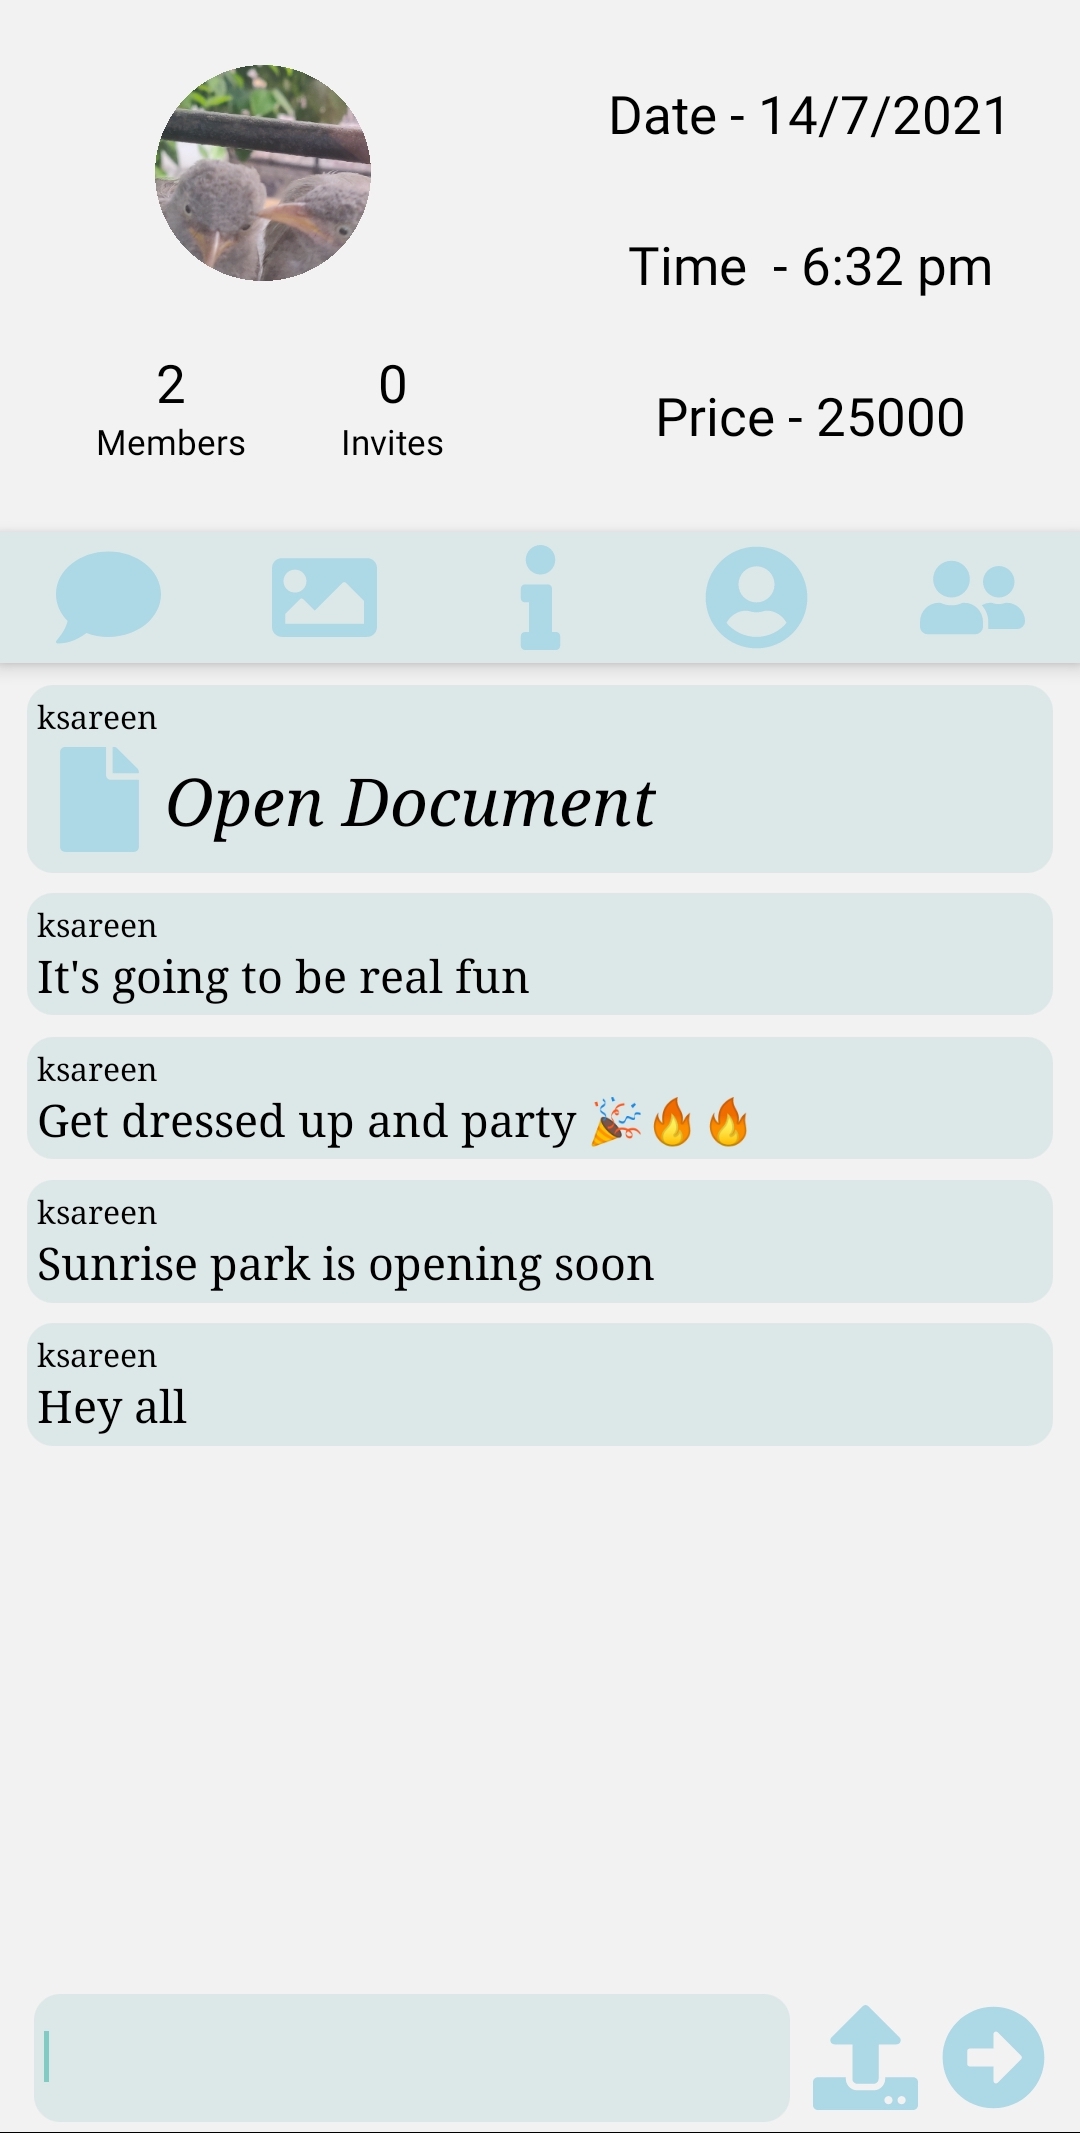 Date - 14/7/2021
Time  - 6:32 pm
Price - 25000
2
Members
0
Invites
ksareen
Open Document
ksareen
It's going to be real fun
ksareen
Get dressed up and party 🎉🔥🔥
ksareen
Sunrise park is opening soon
ksareen
Hey all